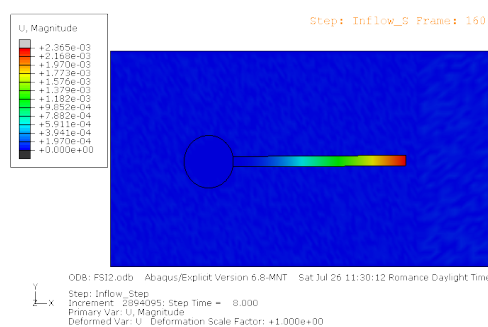 Step: Inflow_S Frame: 160
U, Magnitude
+2.365e-03
+2.168e-03
+1.970e-03
+1.773e-03
+1.576e-03
+1.379e-03
+1.182e-03
+9.852e-04
+7.882e-04
+5.911e-04
+3.941e-04
+1.970e-04
+0.000e+00
ODB: FSI2.odb Abaqus/Explicit Version 6.8-MNT Sat Jul 26 11:30:12 Romance Daylight Time
Y
Z X
Step: Inflow_Step
Increment 2894095: Step Time = 8.000
Primary Var: U, Magnitude
Deformed Var: U Deformation Scale Factor: +1.000e+00